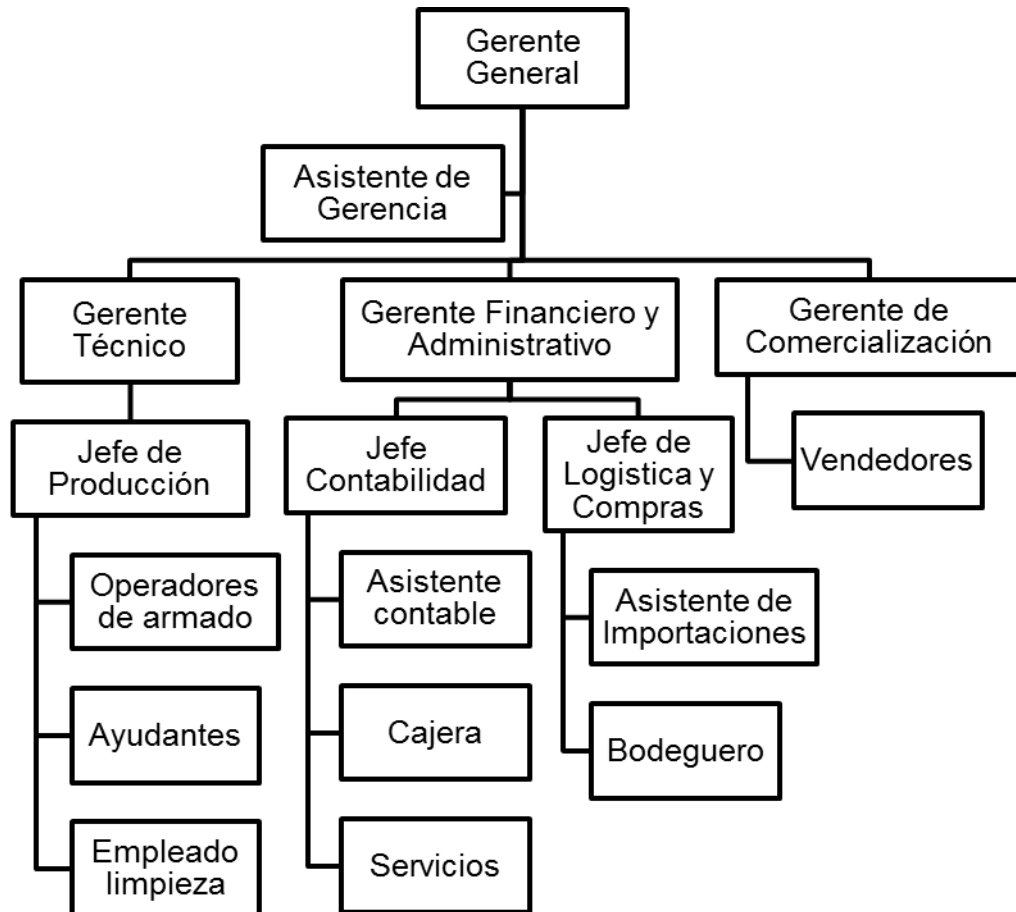 Gerente
General
Asistente de
Gerencia
Gerente
Técnico
Gerente Financiero y
Administrativo
Gerente de
Comercialización
Jefe de
Producción
Jefe
Contabilidad
Jefe de
Logistica y
Compras
Vendedores
Operadores
de armado
Asistente
contable
Asistente de
Importaciones
Ayudantes
Cajera
Bodeguero
Empleado
limpieza
Servicios